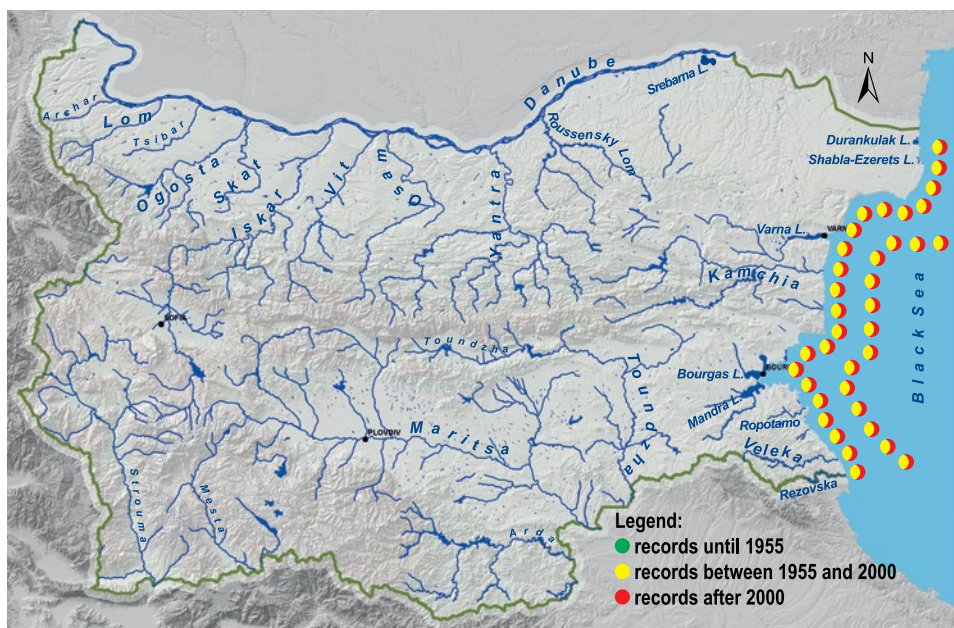 N
Danube
Srebarna L.
Archar
Lom
Tsibar
Roussensky Lom
Durankulak L.
Shabla-Ezerets L.
Ogosta
Skat
Iskar
Vit
Osam
Yantra
Varna L.
Kamchia
Black Sea
SOFIA
Toundzha
Toundzha
Bourgas L.
Mandra L.
PLOVDIV
Maritsa
Ropotamo
Veleka
Rezovska
Strouma
Mesta
Arda
Legend:
records until 1955
records between 1955 and 2000
records after 2000